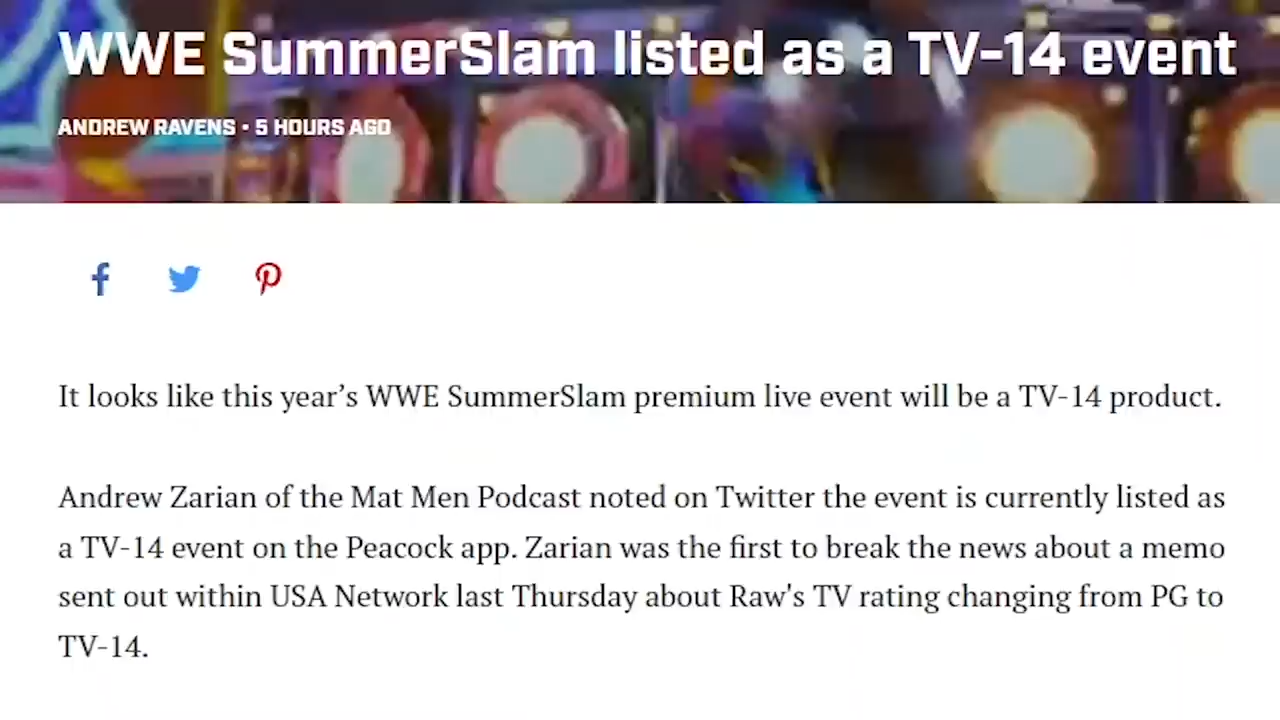 WWE SummerSlam listed as a TV-14 event
ANDREW RAVENS • 5 HOURS AGO
It looks like this year’s WWE SummerSlam premium live event will be a TV-14 product.
Andrew Zarian of the Mat Men Podcast noted on Twitter the event is currently listed as
a TV-14 event on the Peacock app. Zarian was the first to break the news about a memo
sent out within USA Network last Thursday about Raw's TV rating changing from PG to
TV-14.